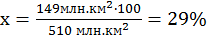 x = 149млн.км²·100 / 510 млн.км² = 29%